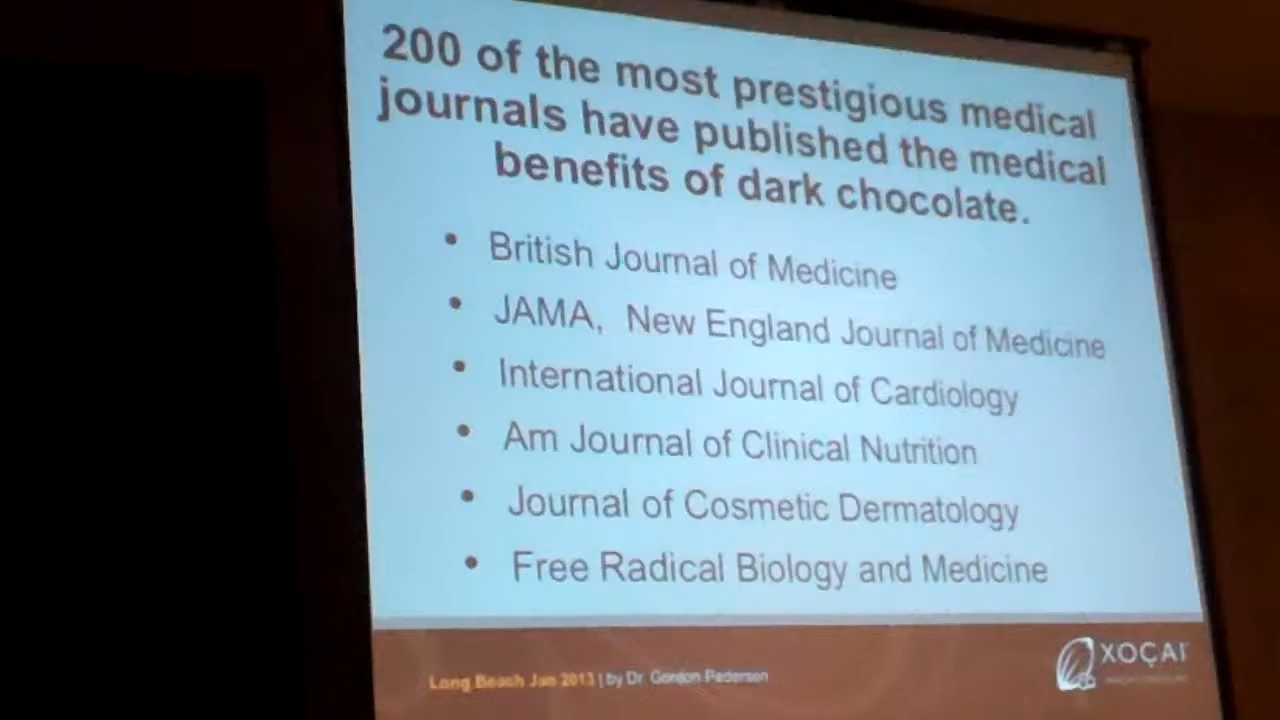 200 of the most prestigious medical
journals have published the medical
benefits of dark chocolate.
• British Journal of Medicine
• JAMA, New England Journal of Medicine
• International Journal of Cardiology
• Am Journal of Clinical Nutrition
• Journal of Cosmetic Dermatology
• Free Radical Biology and Medicine
Long Beach Jan 2013 | by Dr. Gordon Pedersen
XOÇAI